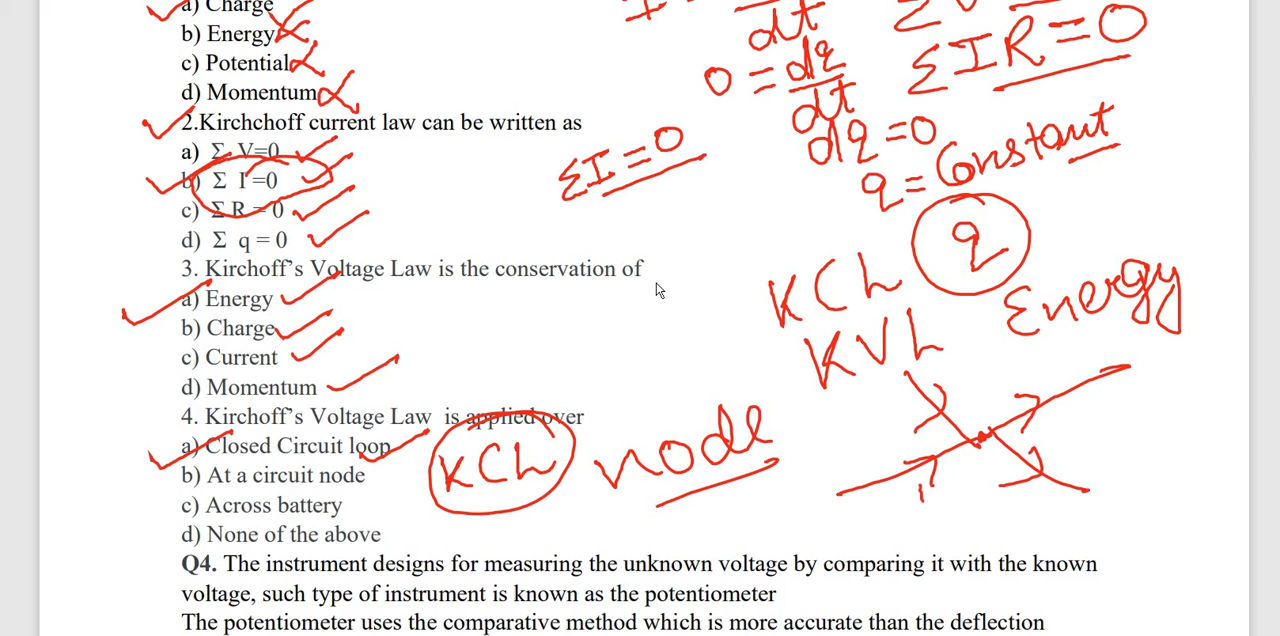 a) Charge
b) Energy
c) Potential
d) Momentum
2.Kirchchoff current law can be written as
a) Σ V=0
b) Σ I =0
c) Σ R = 0
d) Σ q = 0
3. Kirchoff's Voltage Law is the conservation of
a) Energy
b) Charge
c) Current
d) Momentum
4. Kirchoff's Voltage Law is applied over
a) Closed Circuit loop
b) At a circuit node
c) Across battery
d) None of the above
Q4. The instrument designs for measuring the unknown voltage by comparing it with the known
voltage, such type of instrument is known as the potentiometer
The potentiometer uses the comparative method which is more accurate than the deflection
dt
ΣIR=0
0 = dq/dt
dq =0
q = Constant
ΣI=0
q
KCL
Energy
KVL
KCL
node